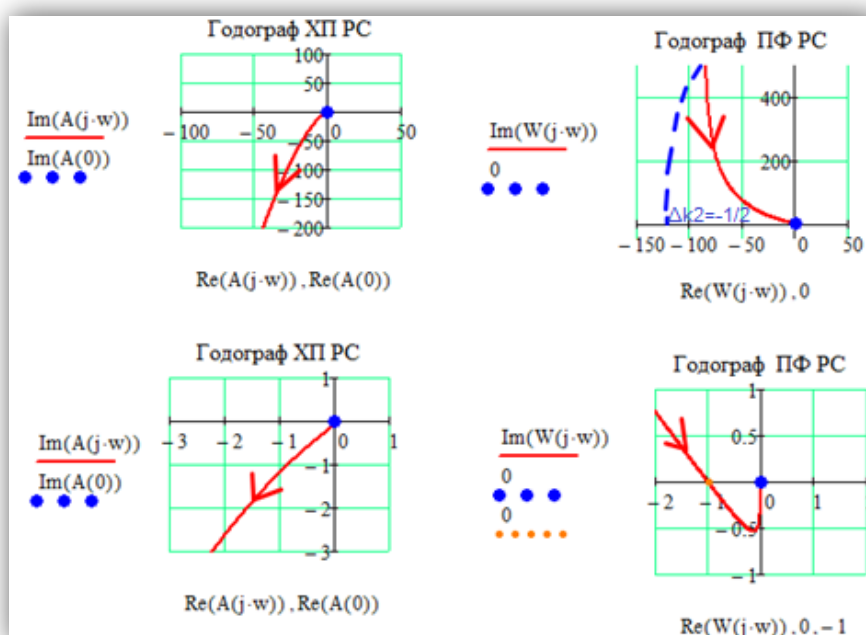 Годограф ХП РС
100
50
−100
−50
0
50
−50
−100
−150
−200
Im(A(j·w))
Im(A(0))
Re(A(j·w)) , Re(A(0))
Годограф ПФ РС
400
200
Δk2=-1/2
−150
−100
−50
0
50
Im(W(j·w))
0
Re(W(j·w)) , 0
Годограф ХП РС
1
−3
−2
−1
0
1
−1
−2
−3
Im(A(j·w))
Im(A(0))
Re(A(j·w)) , Re(A(0))
Годограф ПФ РС
1
0.5
−2
−1
0
1
−0.5
−1
Im(W(j·w))
0
0
Re(W(j·w)) , 0 , −1